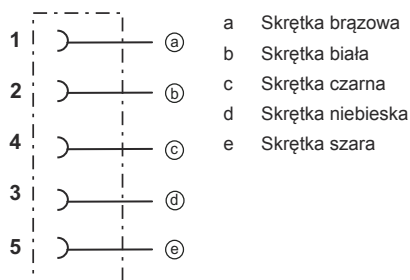 1 a
2 b
4 c
3 d
5 e
a Skrętka brązowa
b Skrętka biała
c Skrętka czarna
d Skrętka niebieska
e Skrętka szara